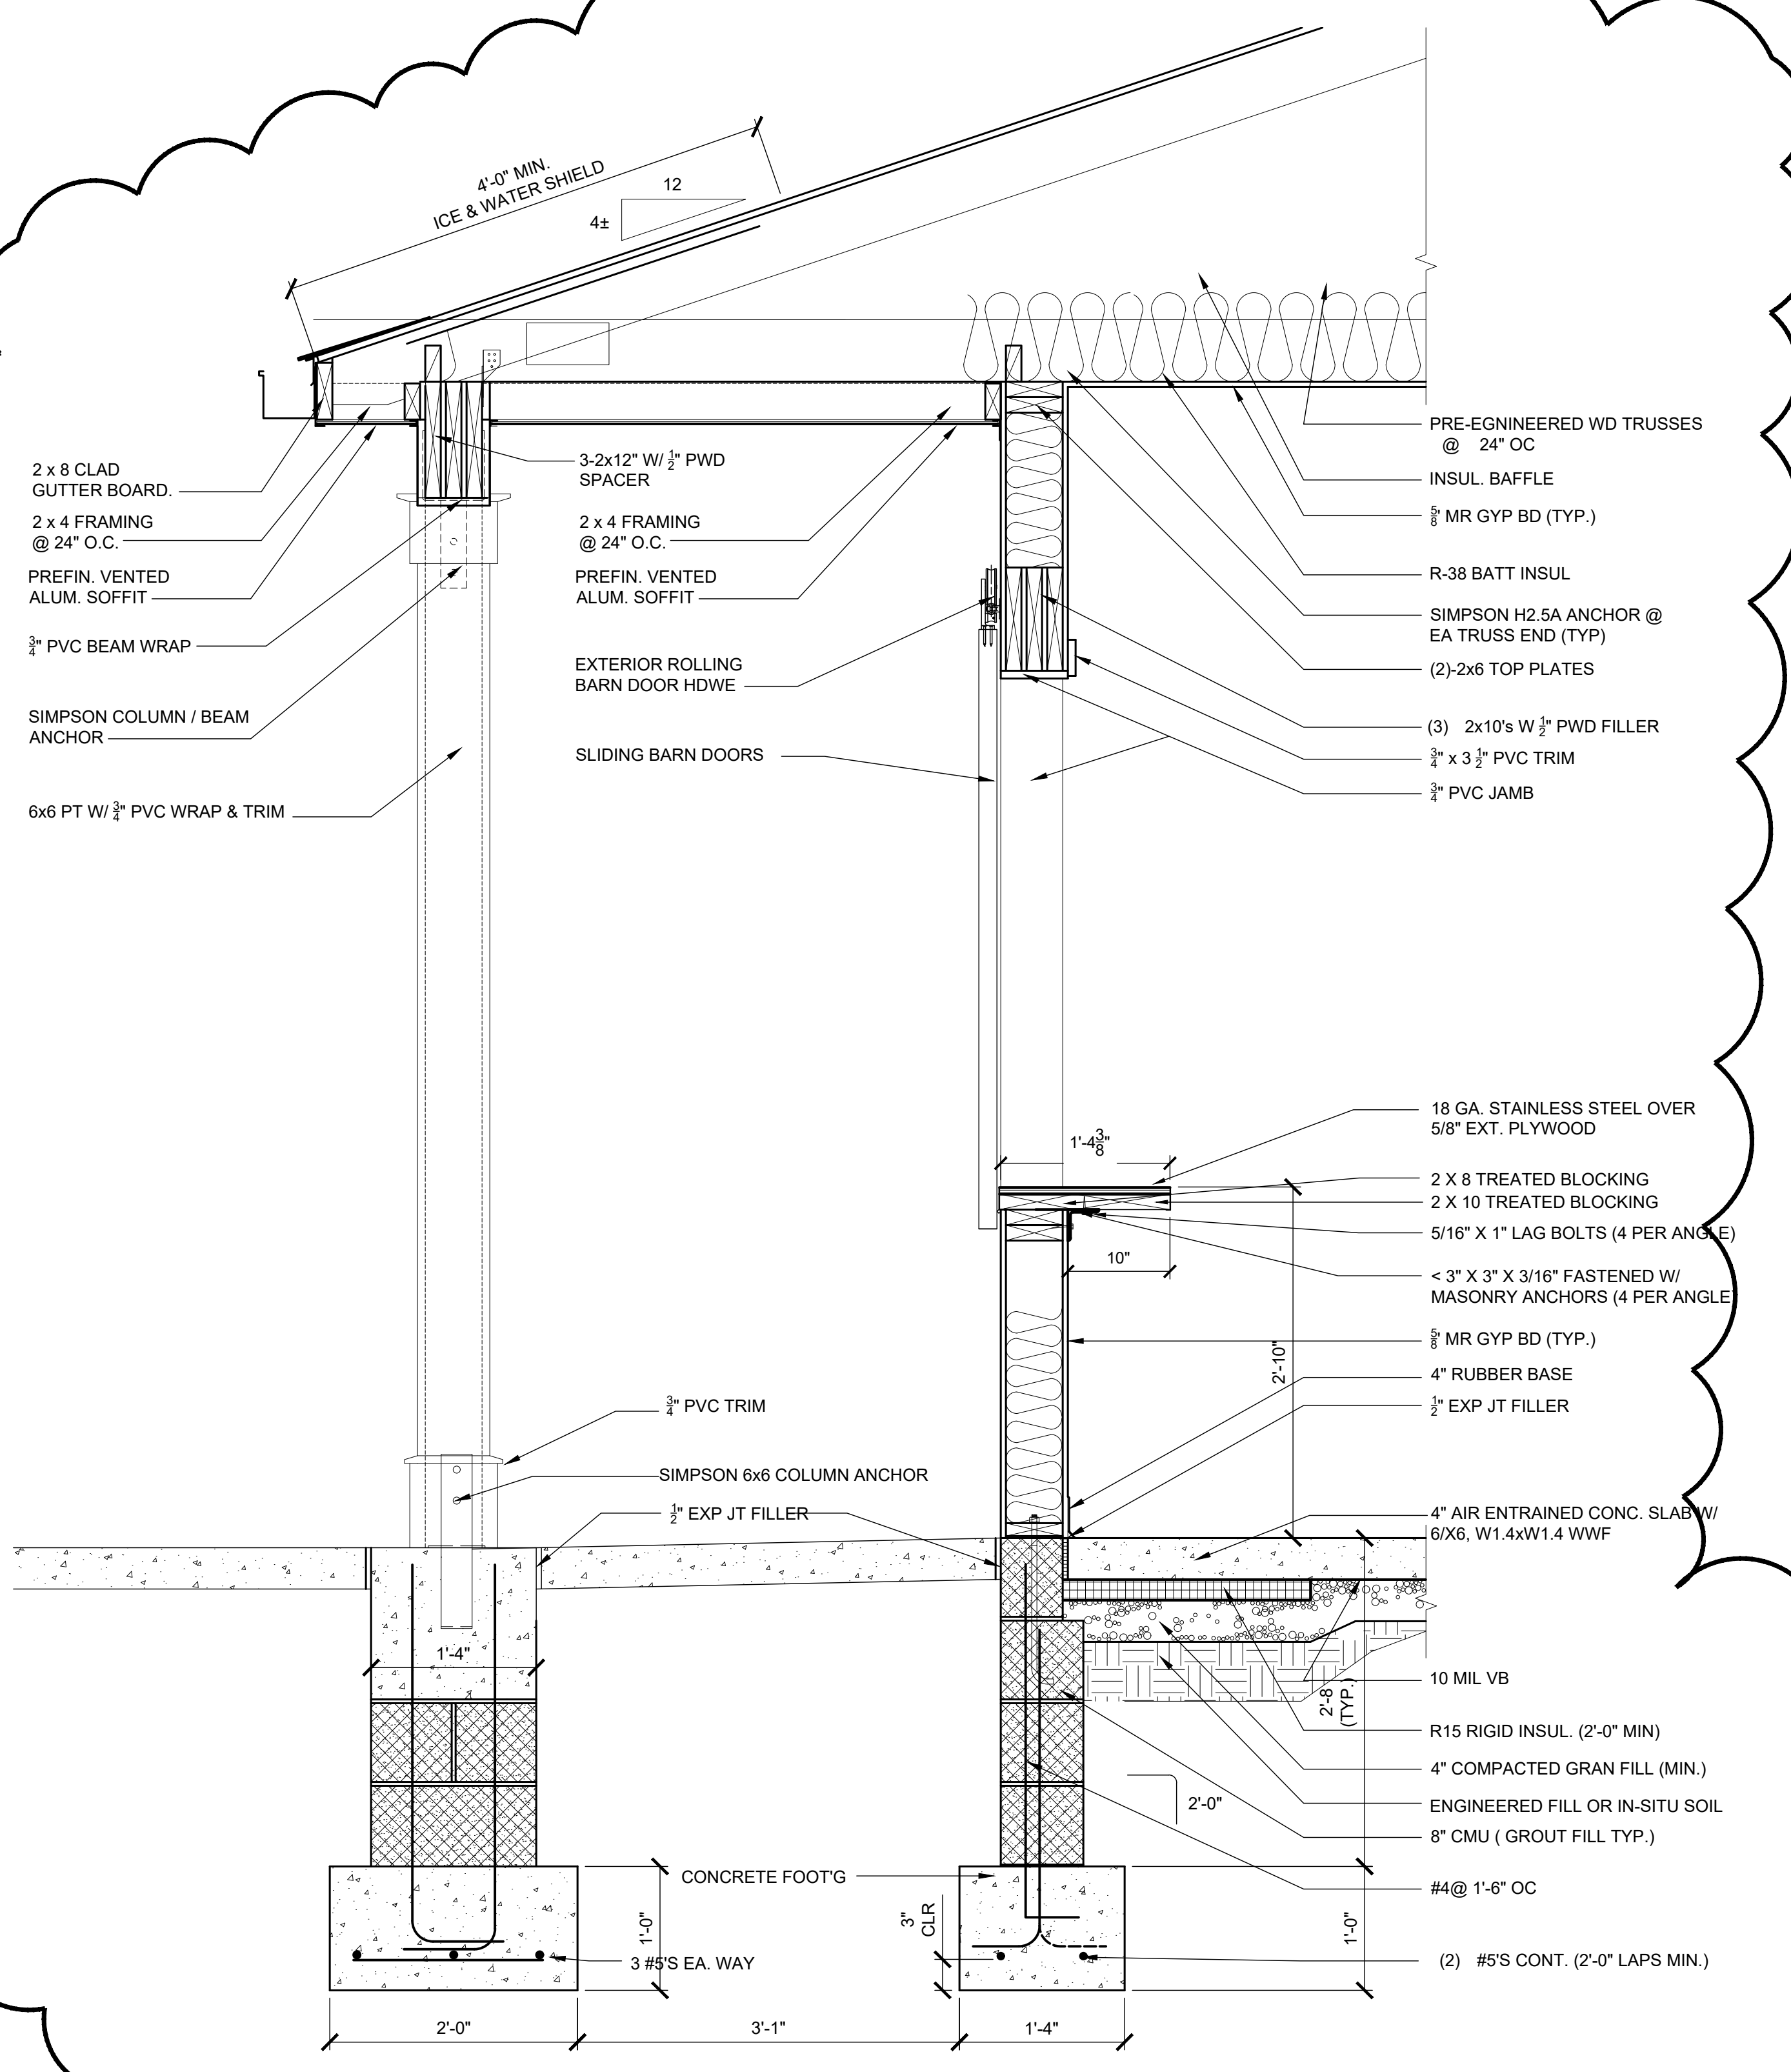 4'-0" MIN.
ICE & WATER SHIELD
12
4±
2 x 8 CLAD
GUTTER BOARD.
2 x 4 FRAMING
@ 24" O.C.
PREFIN. VENTED
ALUM. SOFFIT
3/4" PVC BEAM WRAP
SIMPSON COLUMN / BEAM
ANCHOR
6x6 PT W/ 3/4" PVC WRAP & TRIM
3-2x12" W/ 1/2" PWD
SPACER
2 x 4 FRAMING
@ 24" O.C.
PREFIN. VENTED
ALUM. SOFFIT
EXTERIOR ROLLING
BARN DOOR HDWE
SLIDING BARN DOORS
PRE-EGNINEERED WD TRUSSES
@ 24" OC
INSUL. BAFFLE
5/8' MR GYP BD (TYP.)
R-38 BATT INSUL
SIMPSON H2.5A ANCHOR @
EA TRUSS END (TYP)
(2)-2x6 TOP PLATES
(3) 2x10's W 1/2" PWD FILLER
3/4" x 3 1/2" PVC TRIM
3/4" PVC JAMB
18 GA. STAINLESS STEEL OVER
5/8" EXT. PLYWOOD
1'-4 3/8"
2 X 8 TREATED BLOCKING
2 X 10 TREATED BLOCKING
5/16" X 1" LAG BOLTS (4 PER ANGLE)
10"
< 3" X 3" X 3/16" FASTENED W/
MASONRY ANCHORS (4 PER ANGLE
5/8' MR GYP BD (TYP.)
2'-10"
4" RUBBER BASE
1/2" EXP JT FILLER
3/4" PVC TRIM
SIMPSON 6x6 COLUMN ANCHOR
1/2" EXP JT FILLER
4" AIR ENTRAINED CONC. SLAB W/
6/X6, W1.4xW1.4 WWF
1'-4"
10 MIL VB
2'-8
(TYP.)
R15 RIGID INSUL. (2'-0" MIN)
4" COMPACTED GRAN FILL (MIN.)
2'-0"
ENGINEERED FILL OR IN-SITU SOIL
8" CMU ( GROUT FILL TYP.)
CONCRETE FOOT'G
#4@ 1'-6" OC
1'-0"
3"
CLR
1'-0"
3 #5'S EA. WAY
(2) #5'S CONT. (2'-0" LAPS MIN.)
2'-0"
3'-1"
1'-4"